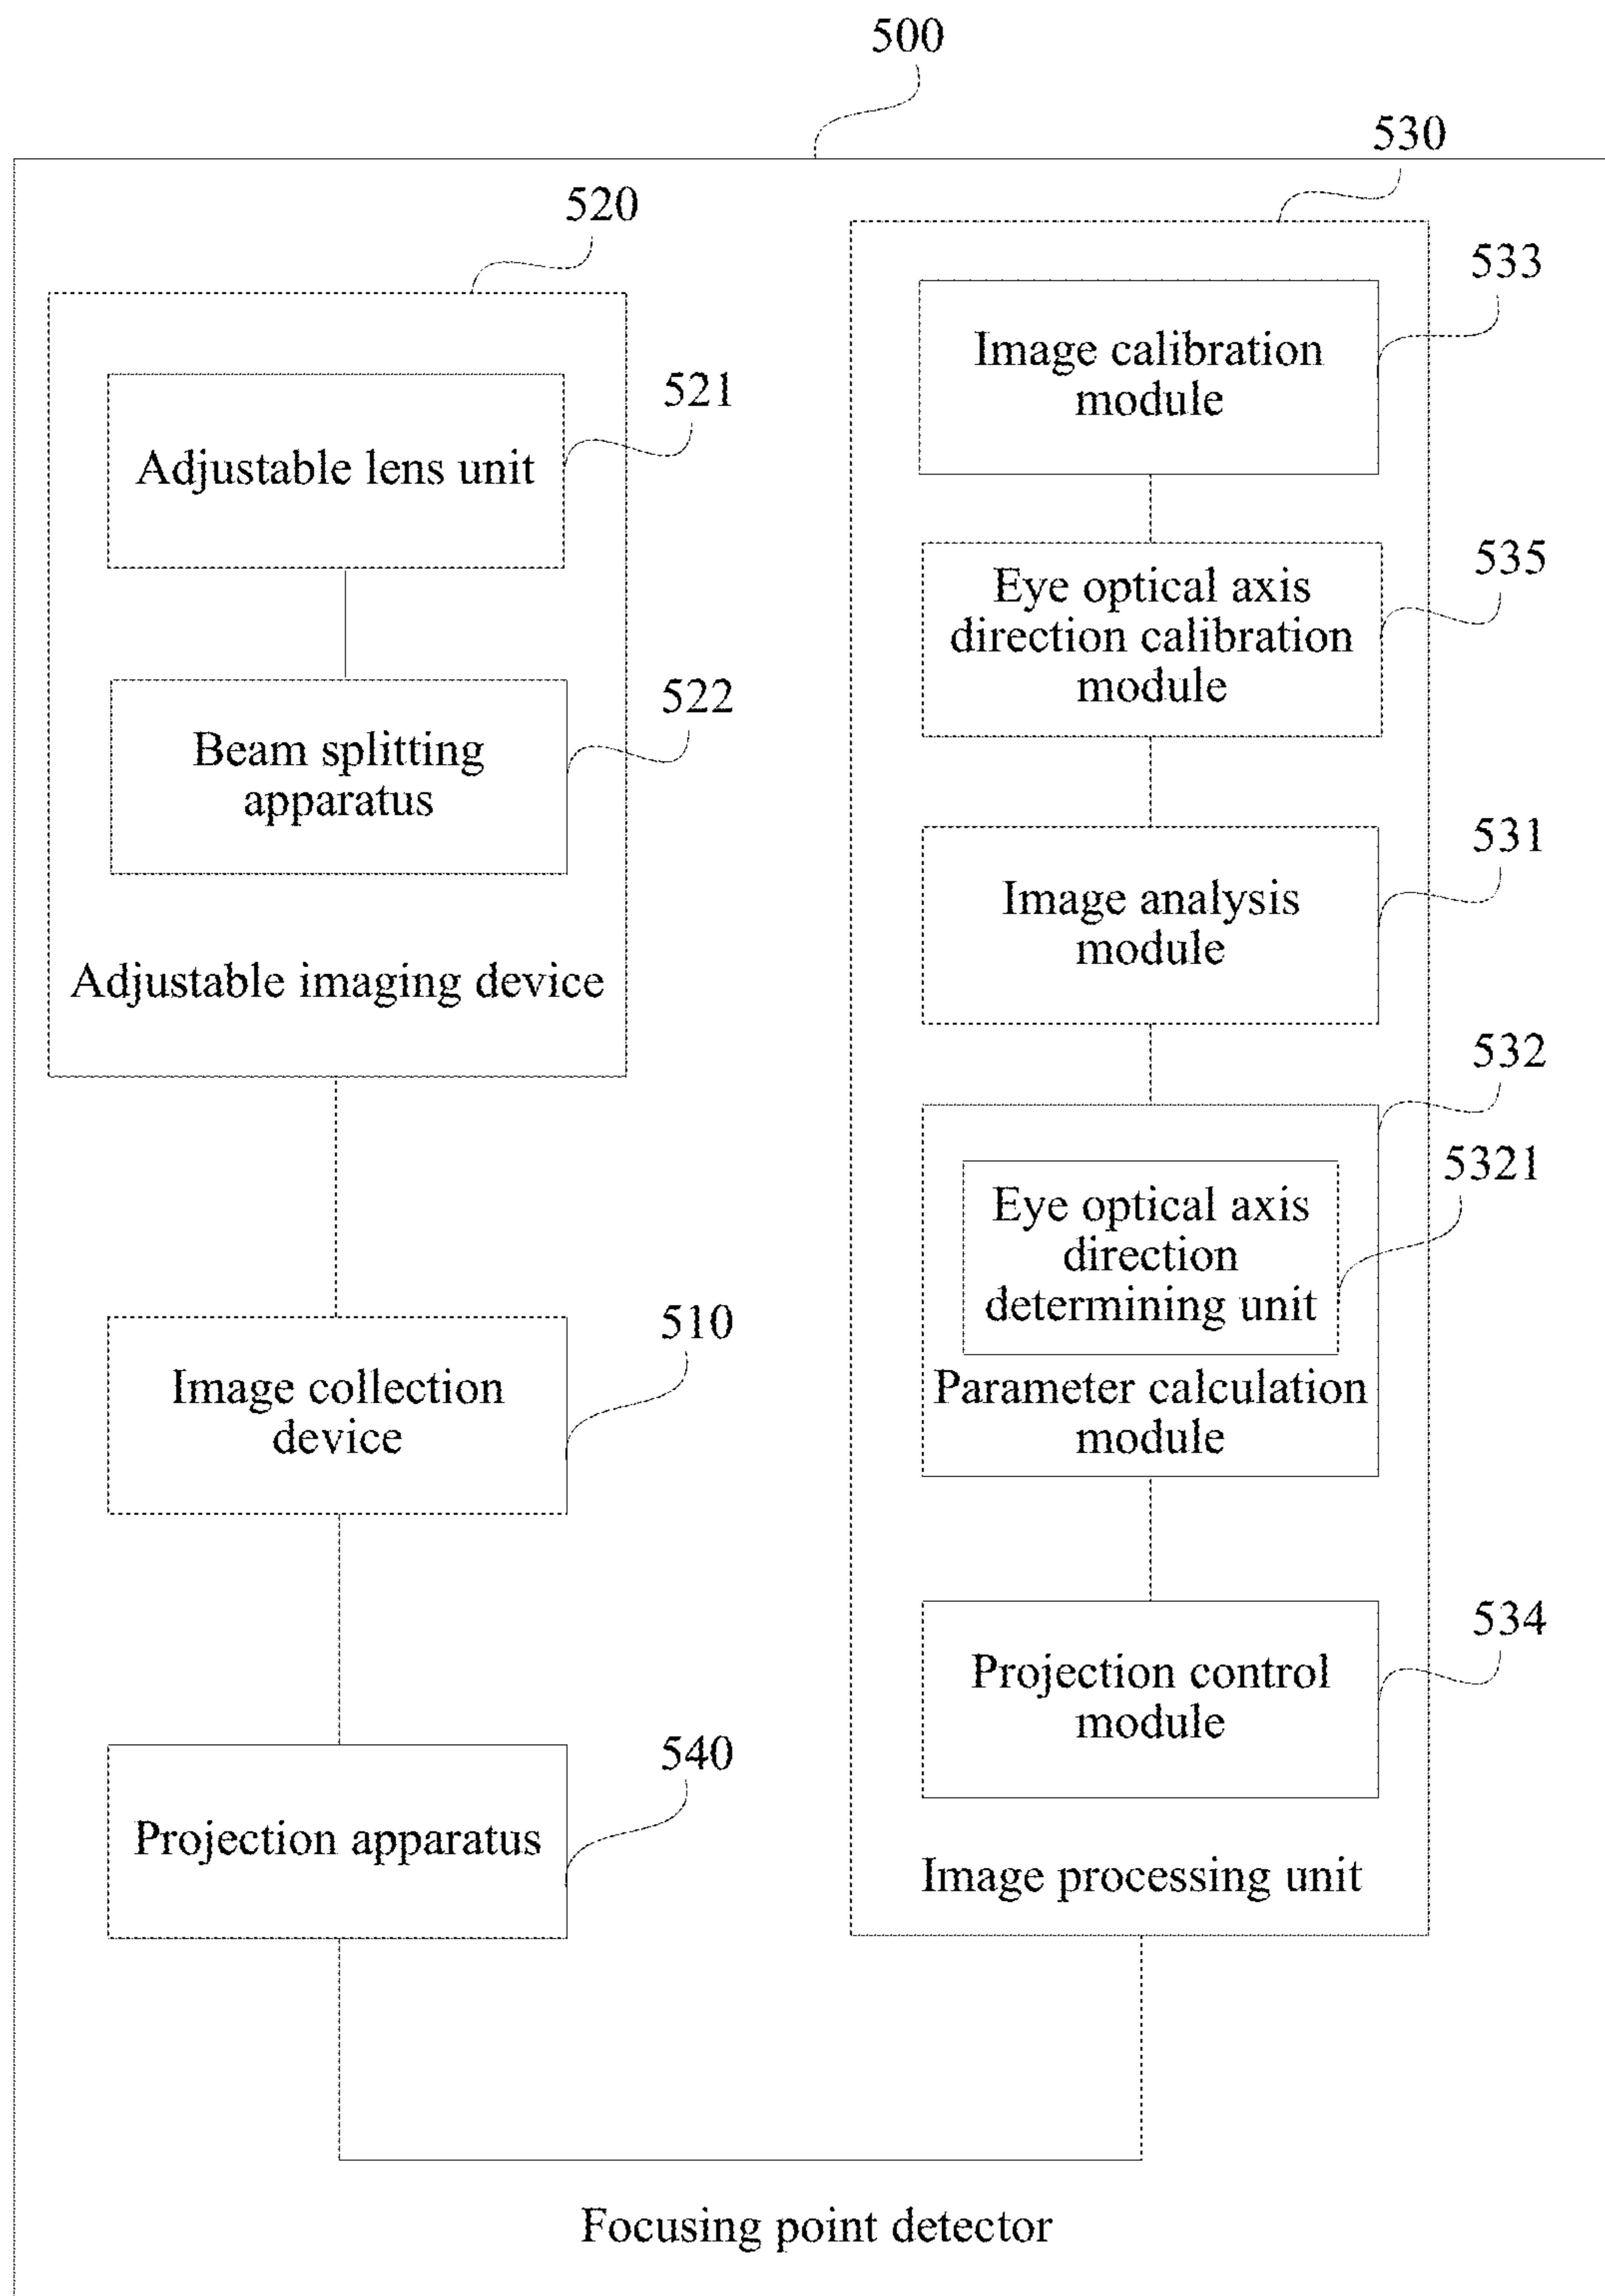 500
530
520
533
Image calibration
module
521
Adjustable lens unit
535
Eye optical axis
direction calibration
module
522
Beam splitting
apparatus
531
Image analysis
module
Adjustable imaging device
532
5321
Eye optical axis
direction
determining unit
510
Image collection
device
Parameter calculation
module
534
Projection control
module
540
Projection apparatus
Image processing unit
Focusing point detector